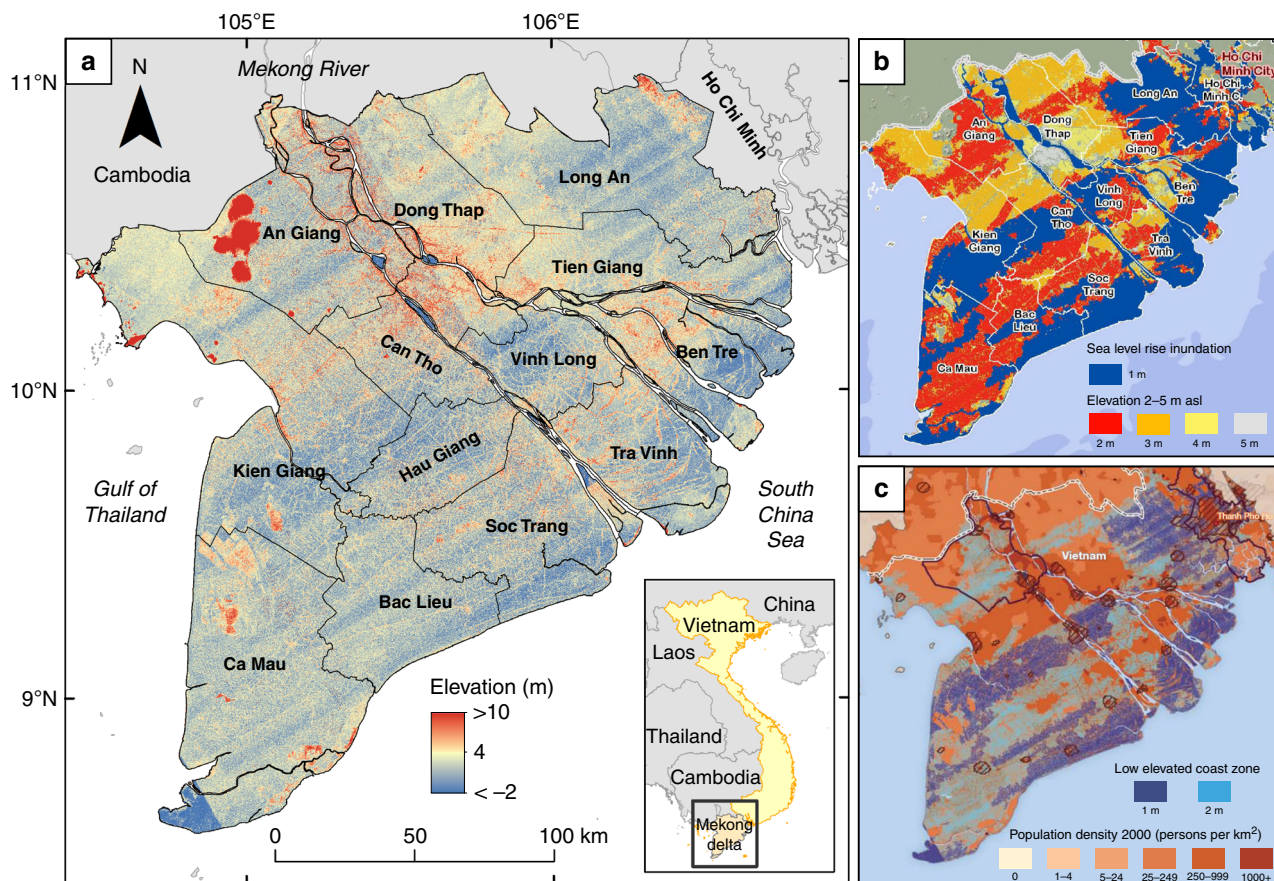 105°E
106°E
a
N
Mekong River
11°N
Cambodia
Ho Chi Minh
Long An
Dong Thap
An Giang
Tien Giang
10°N
Can Tho
Vinh Long
Ben Tre
Hau Giang
Tra Vinh
Kien Giang
Gulf of
Thailand
Soc Trang
South
China
Sea
Bac Lieu
Ca Mau
9°N
Elevation (m)
>10
4
< –2
0
50
100 km
China
Vietnam
Laos
Thailand
Cambodia
Mekong
delta
b
Ho Chi
Minh City
Ho Chi
Minh C.
Long An
An
Giang
Dong
Thap
Tien
Giang
Ben
Tre
Vinh
Long
Can
Tho
Kien
Giang
Tra
Vinh
Soc
Trang
Bac
Lieu
Ca Mau
Sea level rise inundation
1 m
Elevation 2–5 m asl
2 m
3 m
4 m
5 m
c
Thanh Pho Ho
Vietnam
Low elevated coast zone
1 m
2 m
Population density 2000 (persons per km²)
0
1–4
5–24
25–249
250–999
1000+